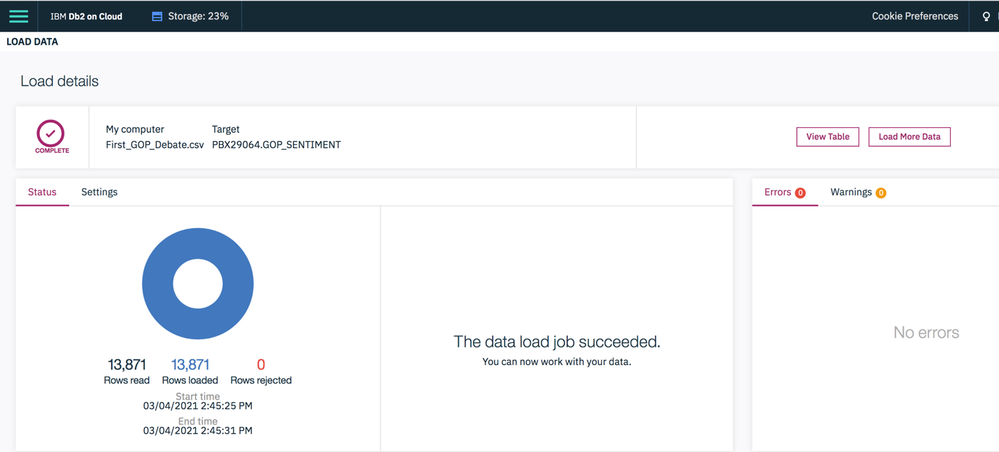 IBM Db2 on Cloud
Storage: 23%
Cookie Preferences
LOAD DATA
Load details
COMPLETE
My computer
First_GOP_Debate.csv
Target
PBX29064.GOP_SENTIMENT
View Table
Load More Data
Status
Settings
Errors 0
Warnings 0
13,871
Rows read
13,871
Rows loaded
0
Rows rejected
Start time
03/04/2021 2:45:25 PM
End time
03/04/2021 2:45:31 PM
The data load job succeeded.
You can now work with your data.
No errors